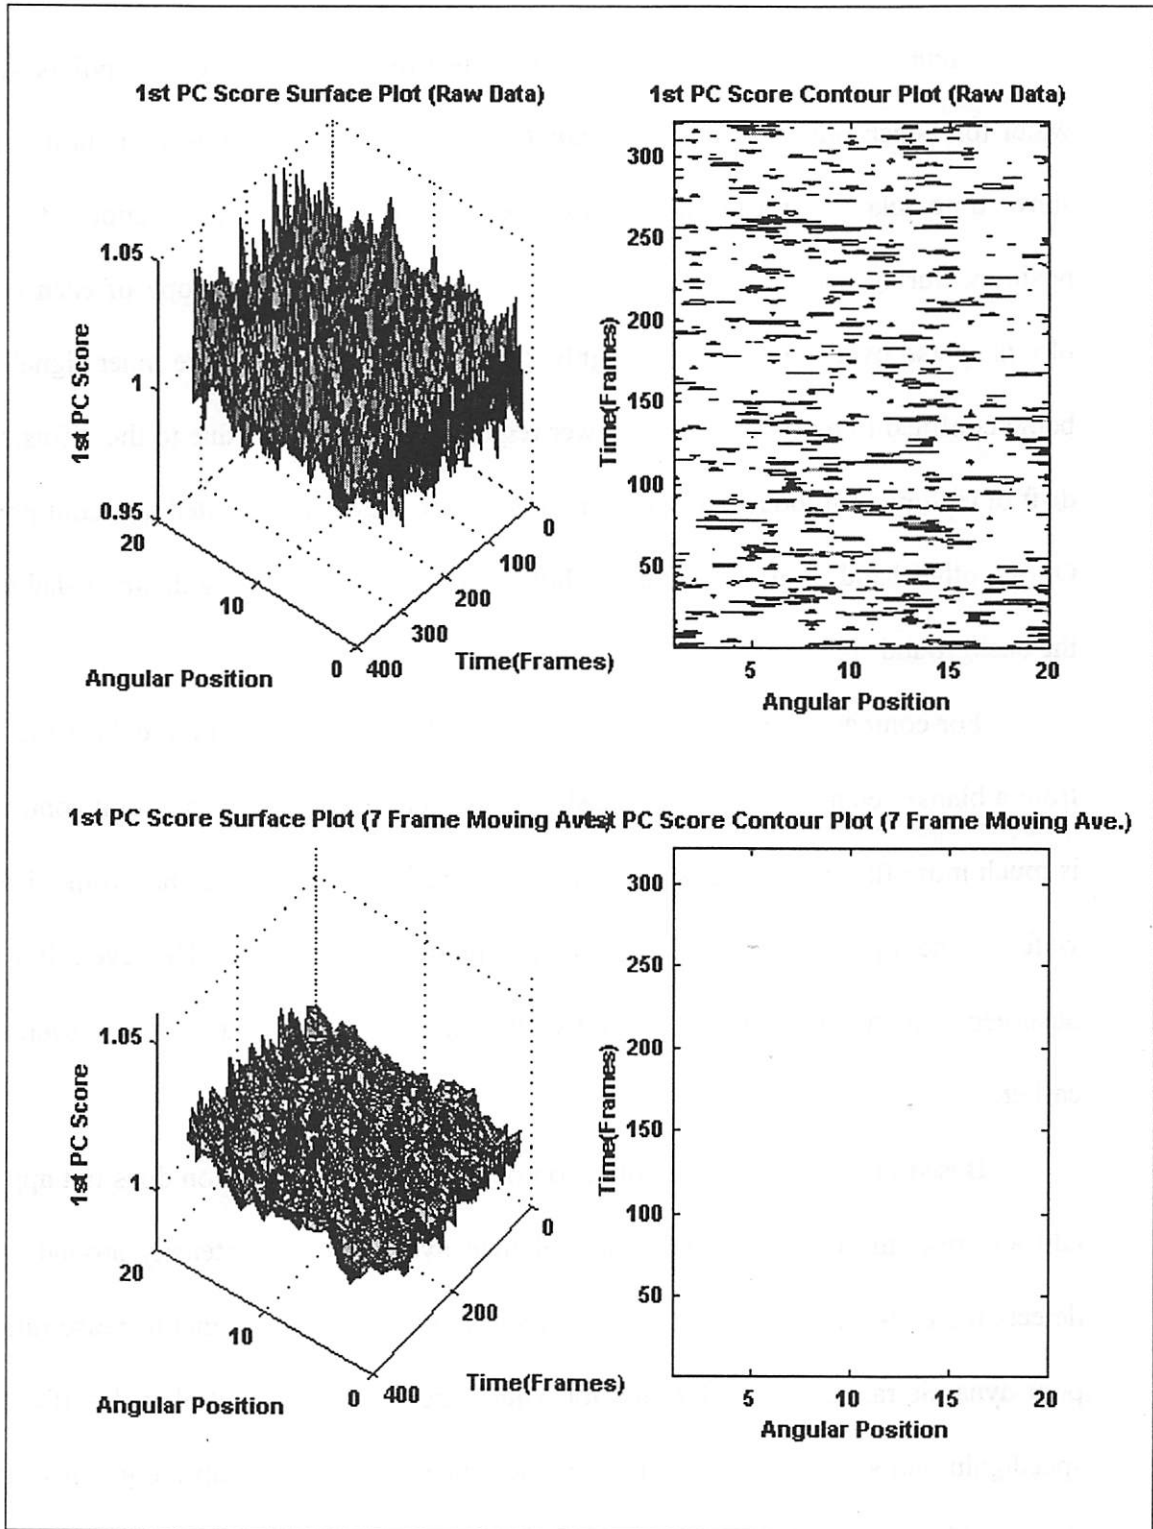 1st PC Score Surface Plot (Raw Data)
1.05
1
0.95
1st PC Score
20
10
0
Angular Position
0
100
200
300
400
Time(Frames)
1st PC Score Contour Plot (Raw Data)
300
250
200
150
100
50
Time(Frames)
5 10 15 20
Angular Position
1st PC Score Surface Plot (7 Frame Moving Ave.)
1.05
1
1st PC Score
20
10
0
Angular Position
0
200
400
Time(Frames)
1st PC Score Contour Plot (7 Frame Moving Ave.)
300
250
200
150
100
50
Time(Frames)
5 10 15 20
Angular Position